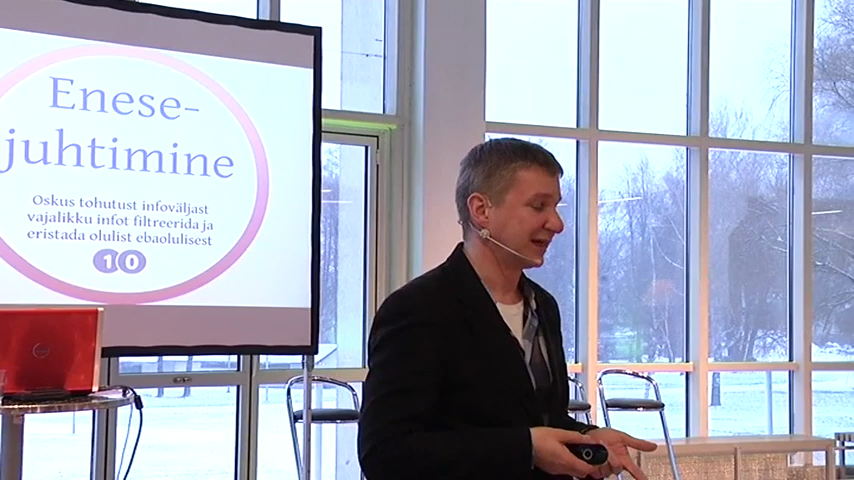 Enese-
juhtimine
Oskus tohutust infoväljast
vajalikku infot filtreerida ja
eristada olulist ebaolulisest
10